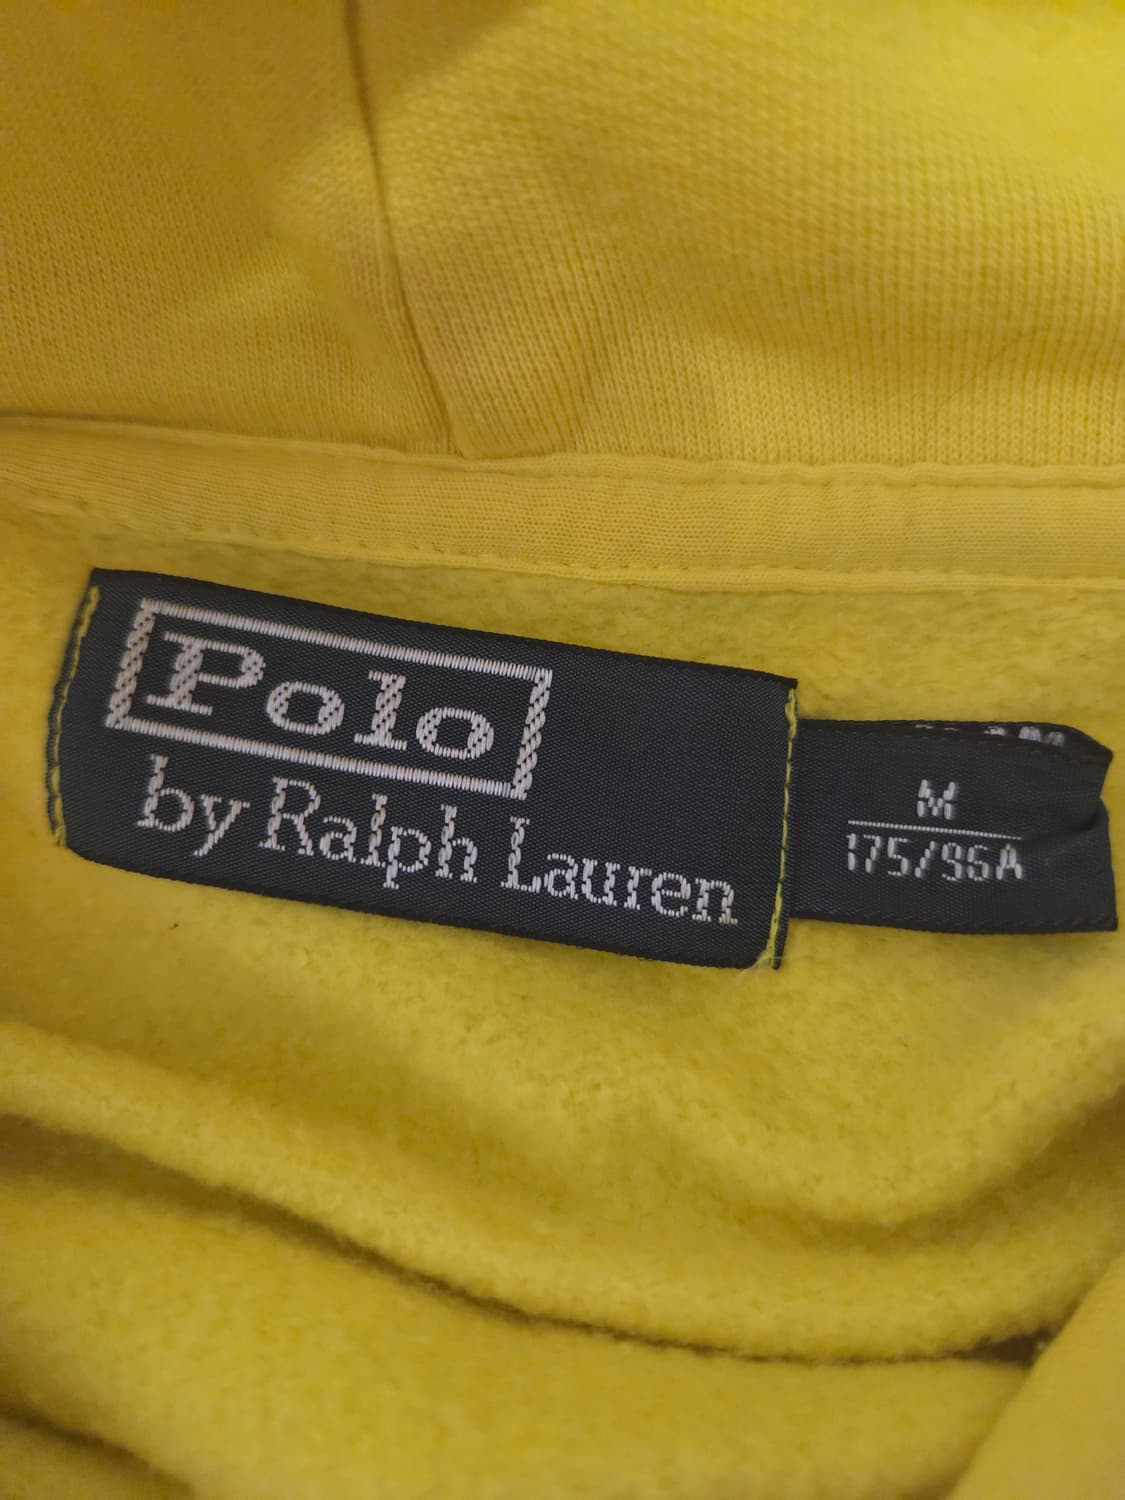 Polo
by Ralph Lauren
M
175/96A